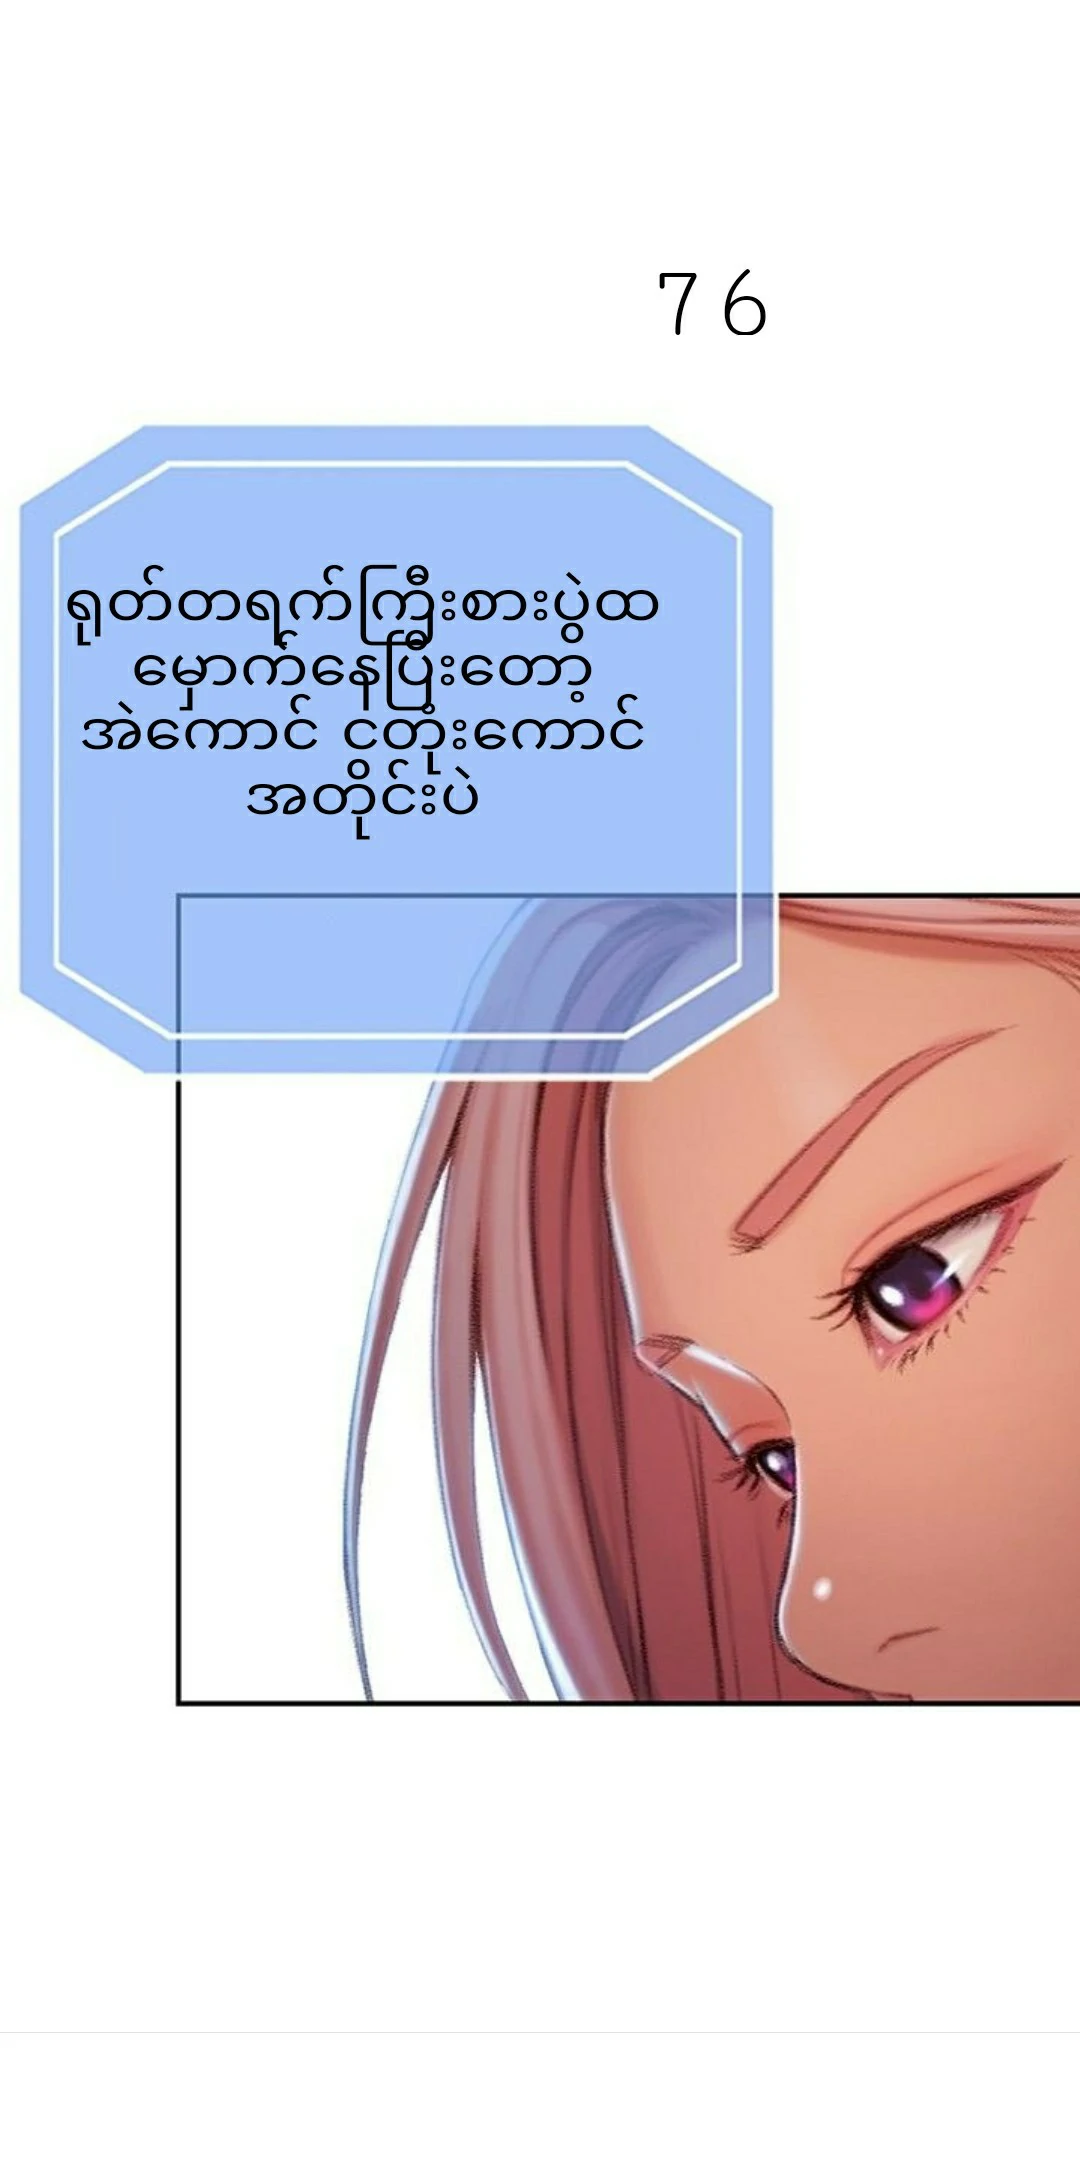 76
ရုတ်တရက်ကြီးစားပွဲထ
မှောက်နေပြီးတော့
အဲကောင် ငတုံးကောင်
အတိုင်းပဲ